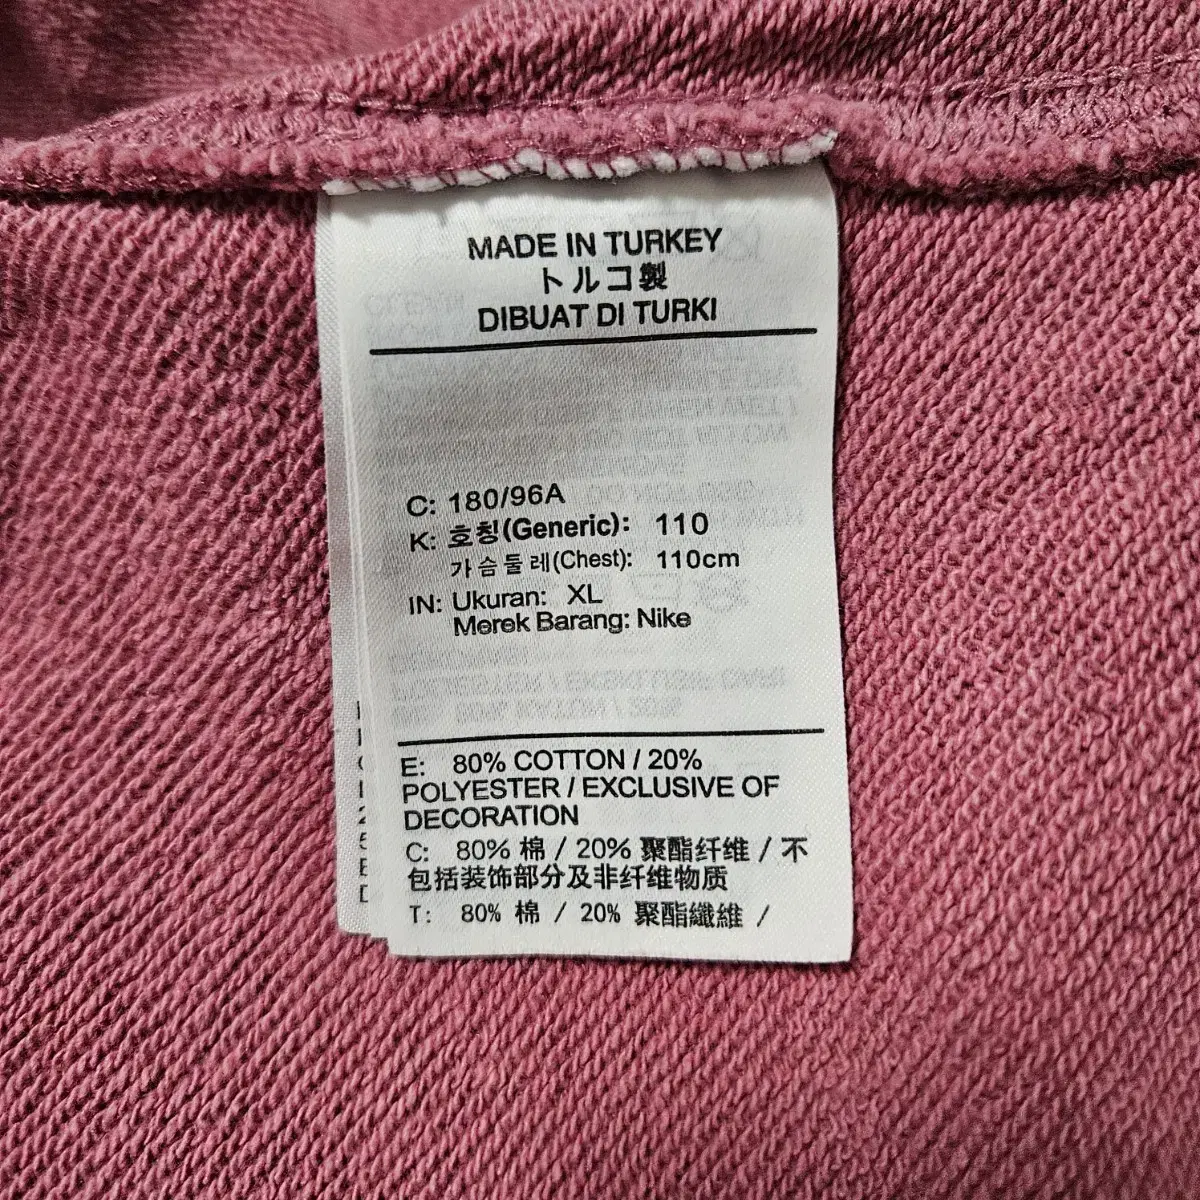 MADE IN TURKEY
トルコ製
DIBUAT DI TURKI
C: 180/96A
K: 호칭(Generic): 110
가슴둘레(Chest): 110cm
IN: Ukuran: XL
Merek Barang: Nike
E: 80% COTTON / 20%
POLYESTER / EXCLUSIVE OF
DECORATION
C: 80% 棉 / 20% 聚酯纤维 / 不
包括装饰部分及非纤维物质
T: 80% 棉 / 20% 聚酯纖維 /